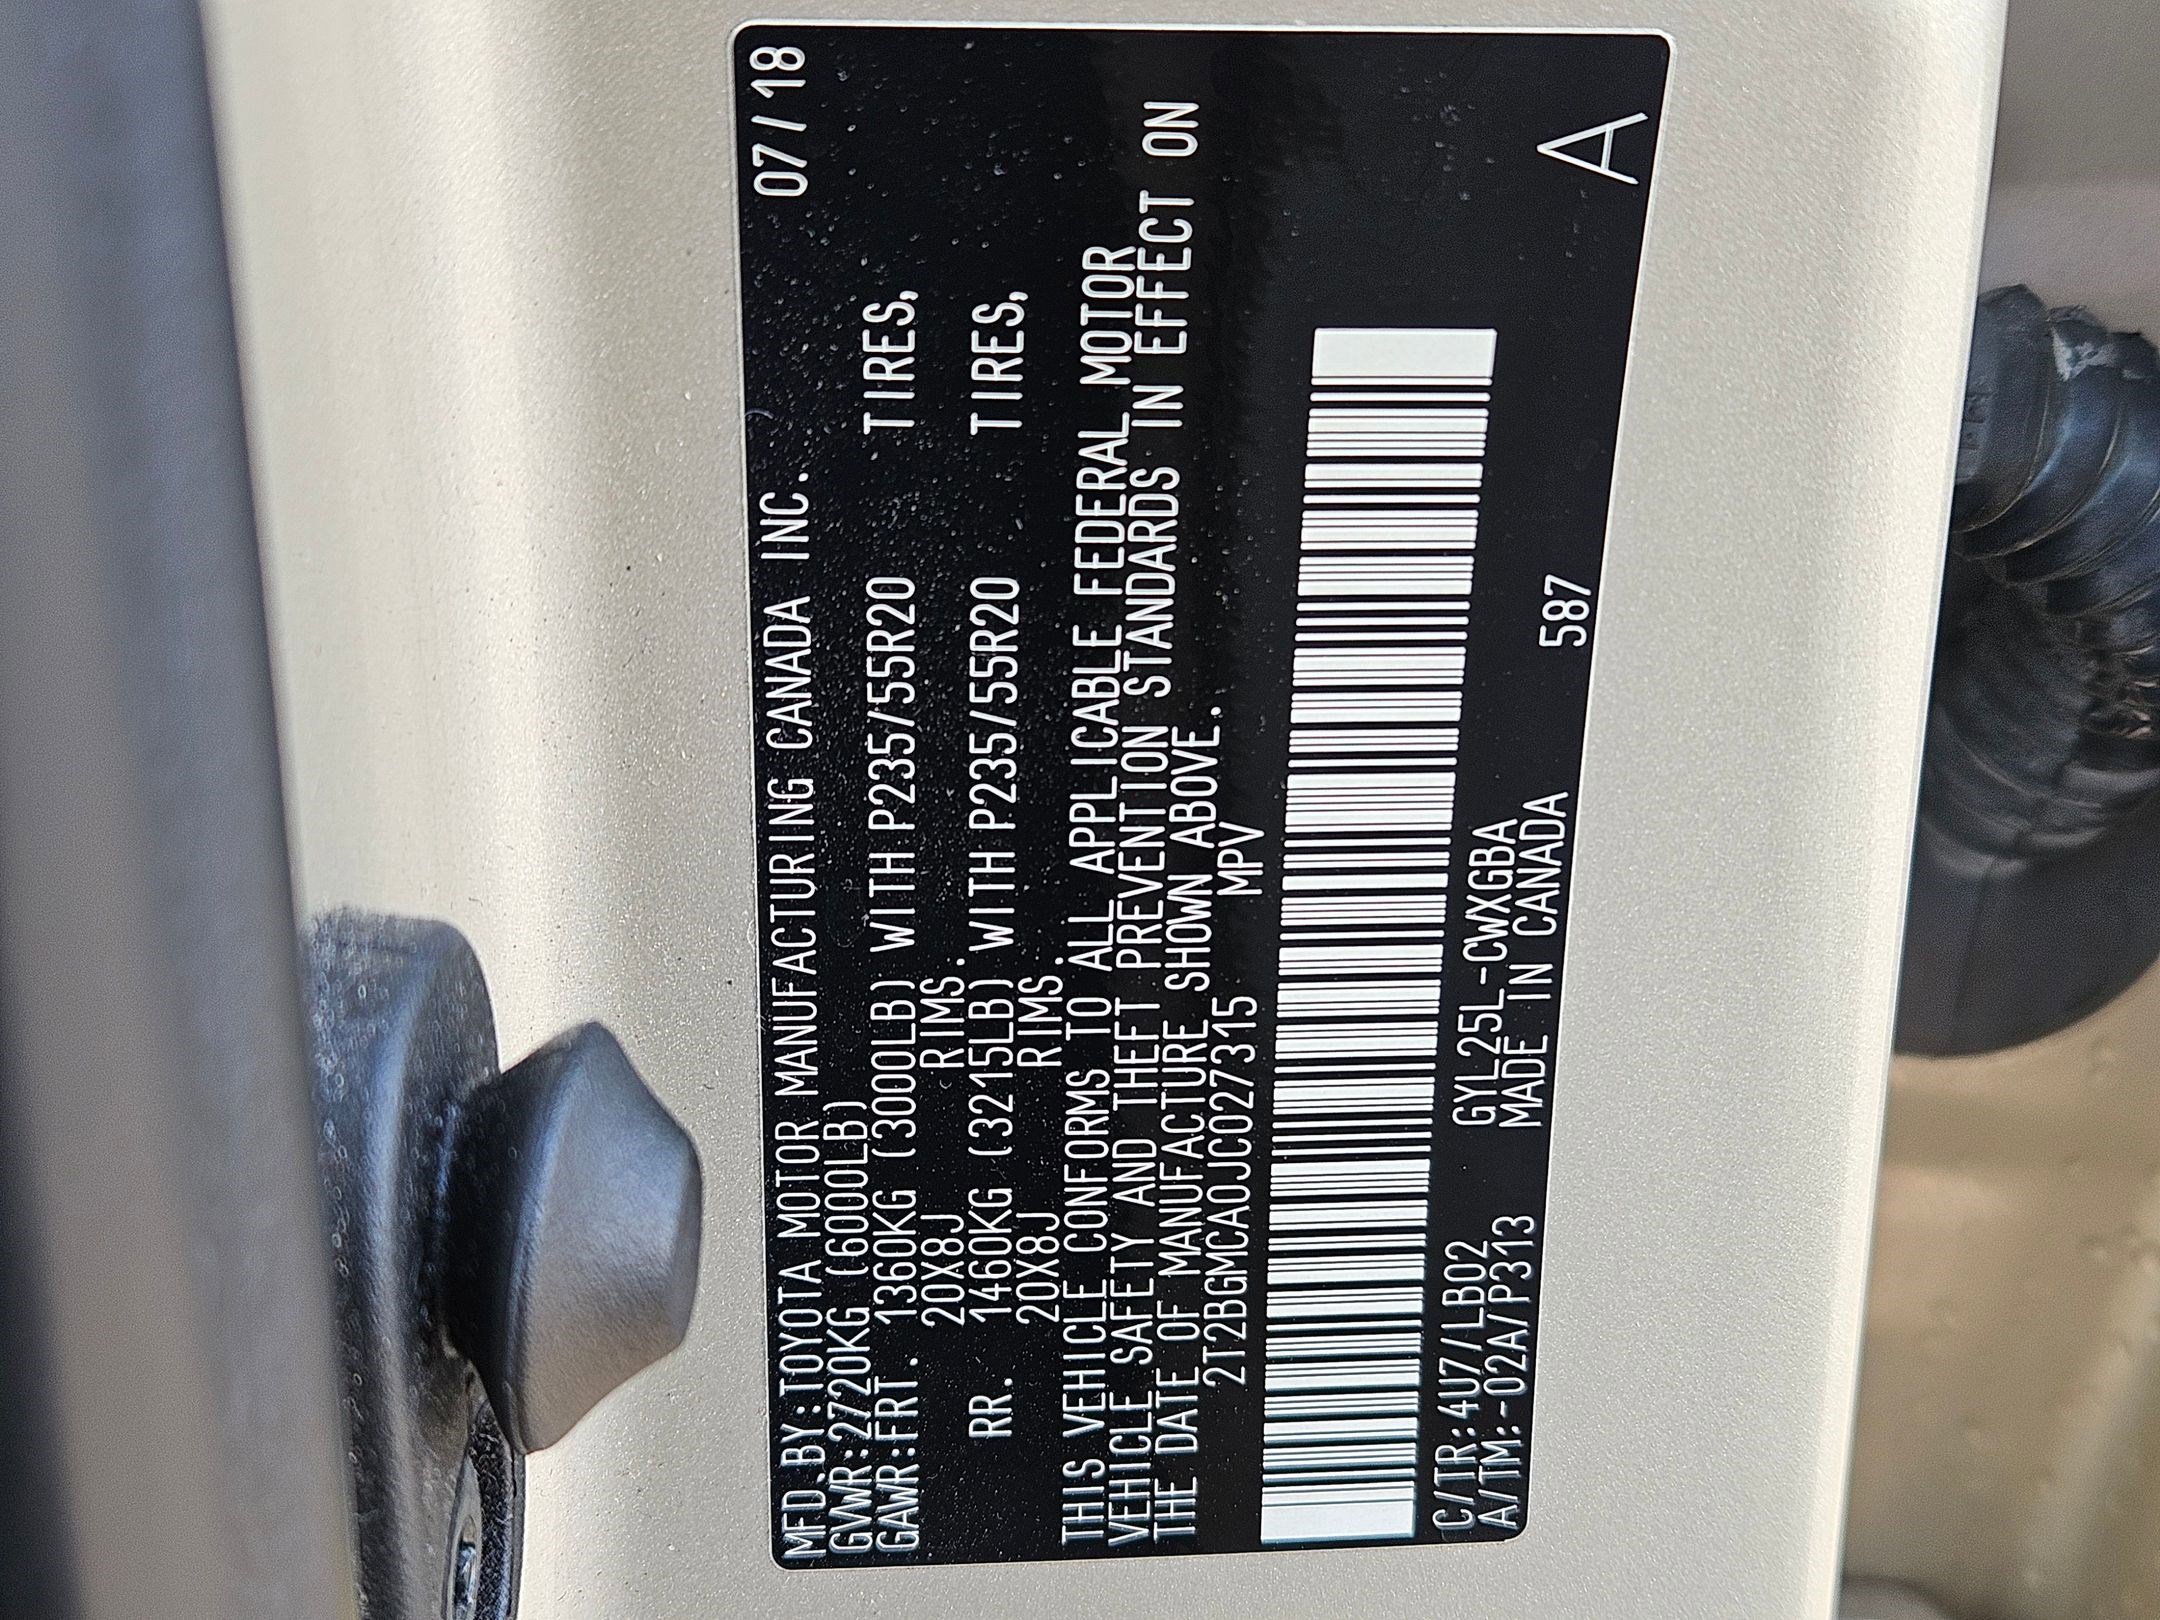 MFD.BY:TOYOTA MOTOR MANUFACTURING CANADA INC. 07/18
GVWR:2720KG(6000LB)
GAWR:FRT. 1360KG (3000LB) WITH P235/55R20 TIRES,
20X8J RIMS.
RR. 1460KG (3215LB) WITH P235/55R20 TIRES,
20X8J RIMS.
THIS VEHICLE CONFORMS TO ALL APPLICABLE FEDERAL MOTOR
VEHICLE SAFETY AND THEFT PREVENTION STANDARDS IN EFFECT ON
THE DATE OF MANUFACTURE SHOWN ABOVE.
2T2BGMCA0JC027315 MPV
C/TR:4U7/LB02 GYL25L-CWXGBA
A/TM:-02A/P313 MADE IN CANADA 587 A